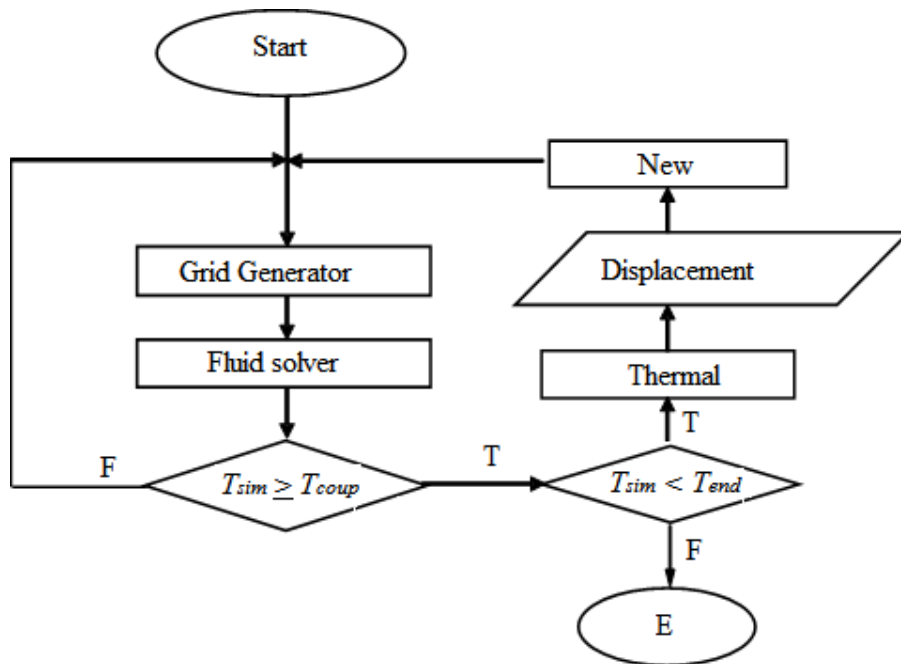 Start
New
Grid Generator
Displacement
Fluid solver
Thermal
T
F
Tsim ≥ Tcoup
T
Tsim < Tend
F
E